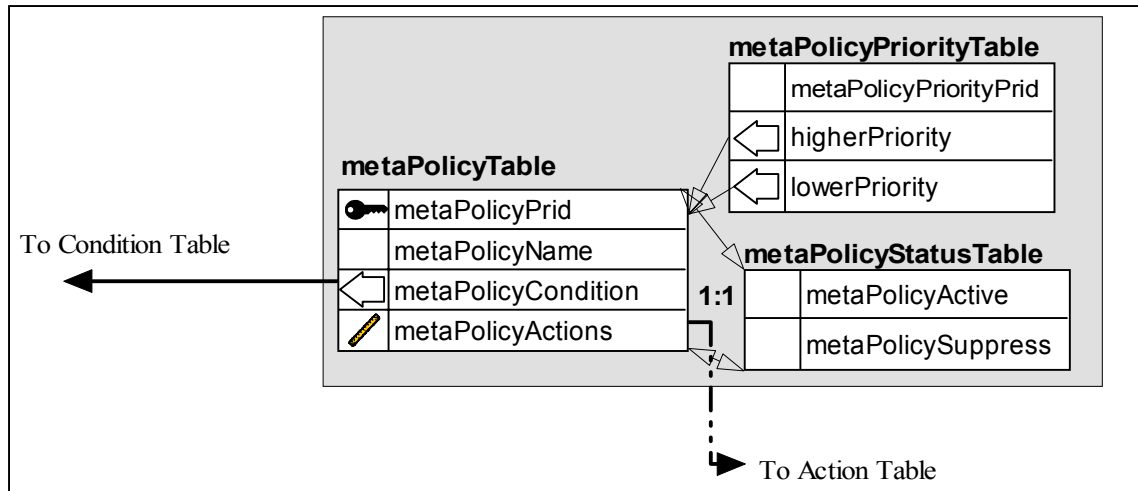 metaPolicyPriorityTable
metaPolicyPriorityPrid
higherPriority
lowerPriority
metaPolicyTable
metaPolicyPrid
metaPolicyName
metaPolicyCondition
metaPolicyActions
To Condition Table
metaPolicyStatusTable
1:1
metaPolicyActive
metaPolicySuppress
To Action Table